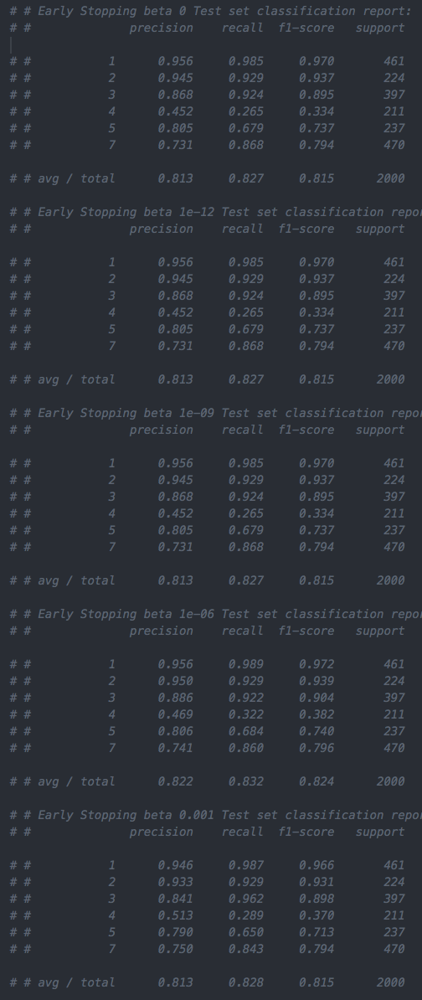 # # Early Stopping beta 0 Test set classification report:
# # precision recall f1-score support
# # 1 0.956 0.985 0.970 461
# # 2 0.945 0.929 0.937 224
# # 3 0.868 0.924 0.895 397
# # 4 0.452 0.265 0.334 211
# # 5 0.805 0.679 0.737 237
# # 7 0.731 0.868 0.794 470
# # avg / total 0.813 0.827 0.815 2000
# # Early Stopping beta 1e-12 Test set classification repor
# # precision recall f1-score support
# # 1 0.956 0.985 0.970 461
# # 2 0.945 0.929 0.937 224
# # 3 0.868 0.924 0.895 397
# # 4 0.452 0.265 0.334 211
# # 5 0.805 0.679 0.737 237
# # 7 0.731 0.868 0.794 470
# # avg / total 0.813 0.827 0.815 2000
# # Early Stopping beta 1e-09 Test set classification repor
# # precision recall f1-score support
# # 1 0.956 0.985 0.970 461
# # 2 0.945 0.929 0.937 224
# # 3 0.868 0.924 0.895 397
# # 4 0.452 0.265 0.334 211
# # 5 0.805 0.679 0.737 237
# # 7 0.731 0.868 0.794 470
# # avg / total 0.813 0.827 0.815 2000
# # Early Stopping beta 1e-06 Test set classification repor
# # precision recall f1-score support
# # 1 0.956 0.989 0.972 461
# # 2 0.950 0.929 0.939 224
# # 3 0.886 0.922 0.904 397
# # 4 0.469 0.322 0.382 211
# # 5 0.806 0.684 0.740 237
# # 7 0.741 0.860 0.796 470
# # avg / total 0.822 0.832 0.824 2000
# # Early Stopping beta 0.001 Test set classification repor
# # precision recall f1-score support
# # 1 0.946 0.987 0.966 461
# # 2 0.933 0.929 0.931 224
# # 3 0.841 0.962 0.898 397
# # 4 0.513 0.289 0.370 211
# # 5 0.790 0.650 0.713 237
# # 7 0.750 0.843 0.794 470
# # avg / total 0.813 0.828 0.815 2000